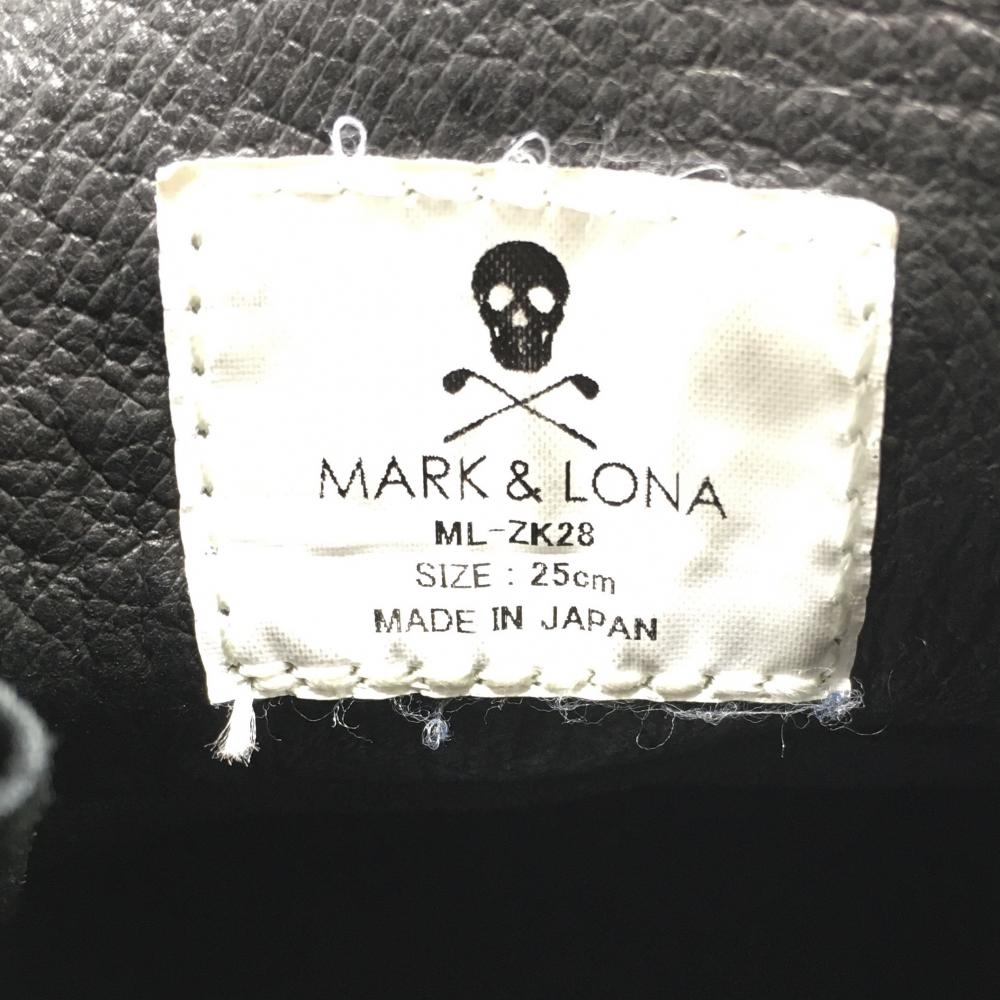 MARK & LONA
ML-ZK28
SIZE : 25cm
MADE IN JAPAN